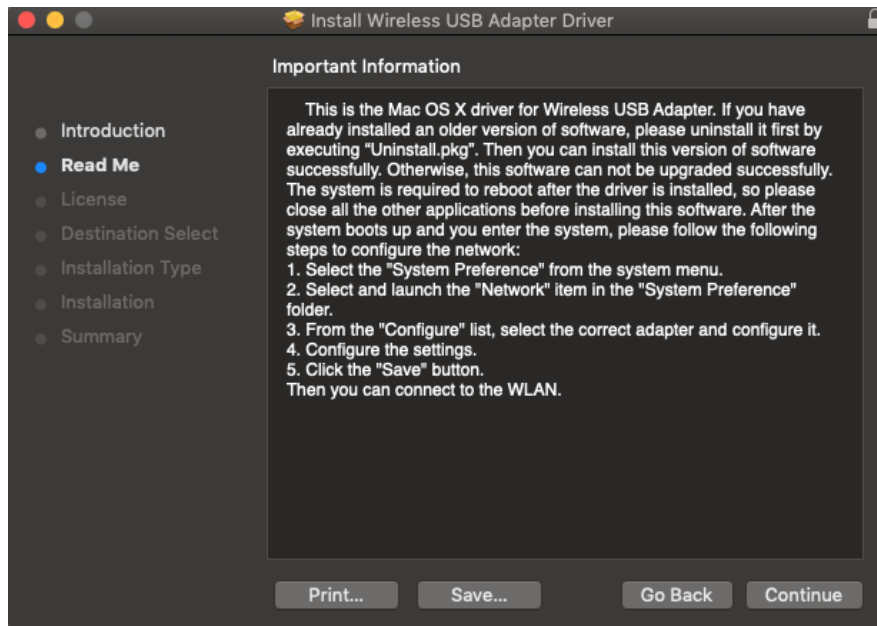 Install Wireless USB Adapter Driver
Important Information
Introduction
Read Me
License
Destination Select
Installation Type
Installation
Summary
This is the Mac OS X driver for Wireless USB Adapter. If you have
already installed an older version of software, please uninstall it first by
executing “Uninstall.pkg”. Then you can install this version of software
successfully. Otherwise, this software can not be upgraded successfully.
The system is required to reboot after the driver is installed, so please
close all the other applications before installing this software. After the
system boots up and you enter the system, please follow the following
steps to configure the network:
1. Select the "System Preference" from the system menu.
2. Select and launch the "Network" item in the "System Preference"
folder.
3. From the "Configure" list, select the correct adapter and configure it.
4. Configure the settings.
5. Click the "Save" button.
Then you can connect to the WLAN.
Print... Save... Go Back Continue